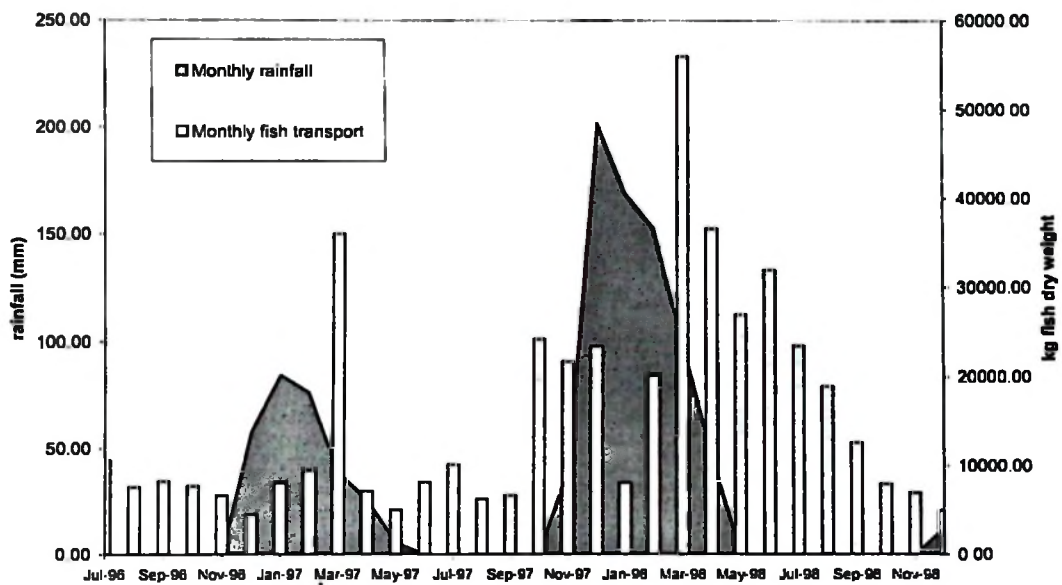 250 00
200 00
150.00
100 00
50.00
0 00
rainfall (mm)
Monthly rainfall
Monthly fish transport
60000 00
50000 00
40000 00
30000 00
20000.00
10000.00
0 00
kg fish dry weight
Jul-96 Sep-96 Nov-96 Jan-97 Mar-97 May-97 Jul-97 Sep-97 Nov-97 Jan-98 Mar-98 May-98 Jul-98 Sep-98 Nov-98